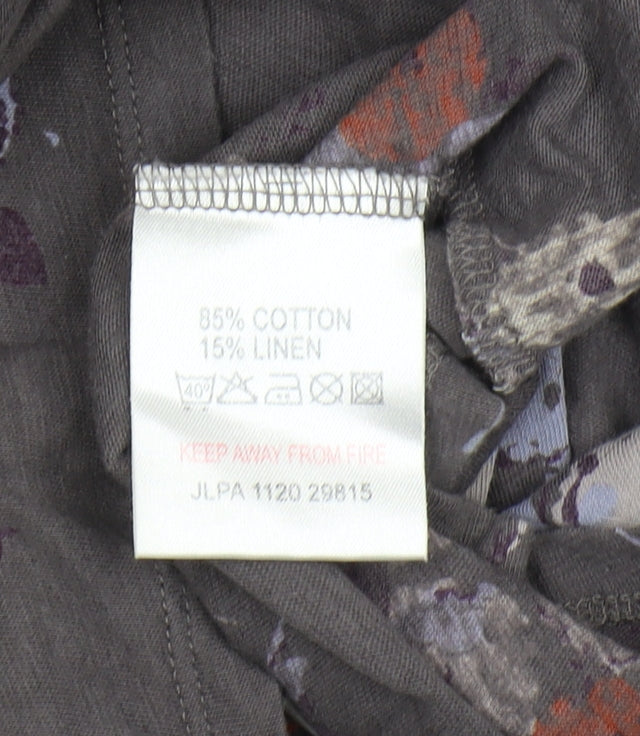 85% COTTON
15% LINEN
40°
KEEP AWAY FROM FIRE
JLPA 1120 29815